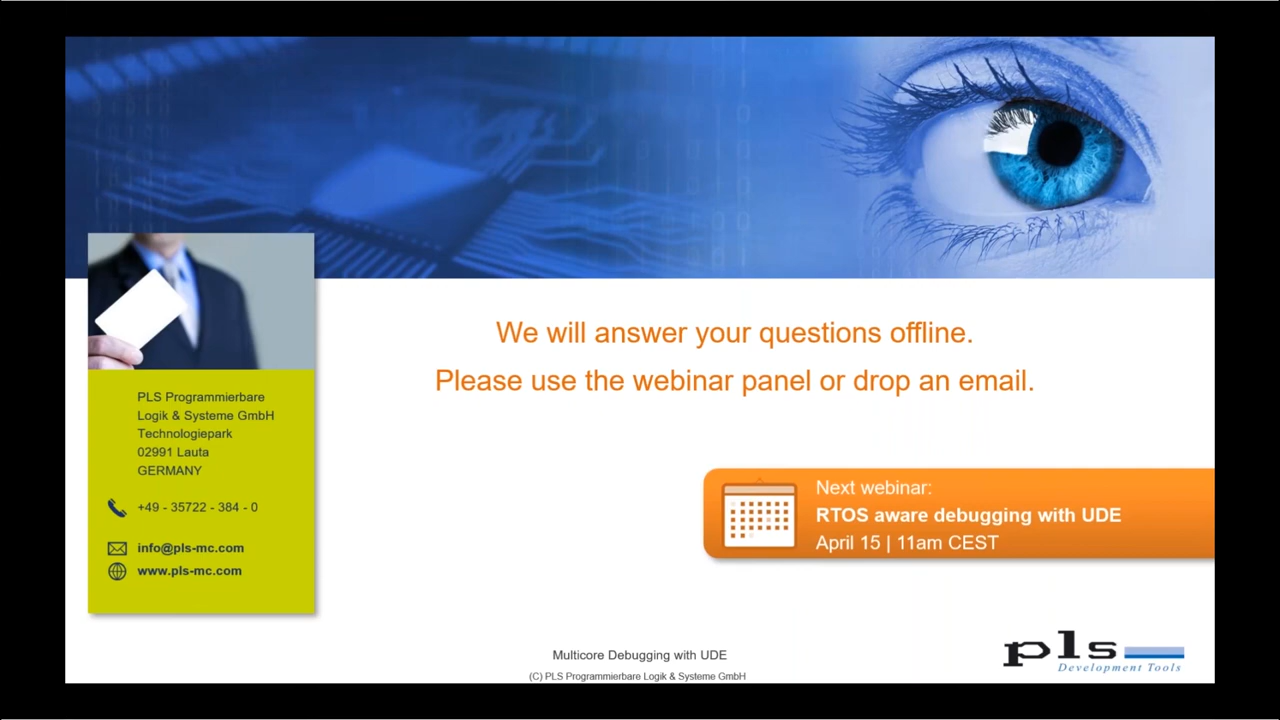 We will answer your questions offline.
Please use the webinar panel or drop an email.
PLS Programmierbare
Logik & Systeme GmbH
Technologiepark
02991 Lauta
GERMANY
+49 - 35722 - 384 - 0
info@pls-mc.com
www.pls-mc.com
Next webinar:
RTOS aware debugging with UDE
April 15 | 11am CEST
pls
Development Tools
Multicore Debugging with UDE
(C) PLS Programmierbare Logik & Systeme GmbH